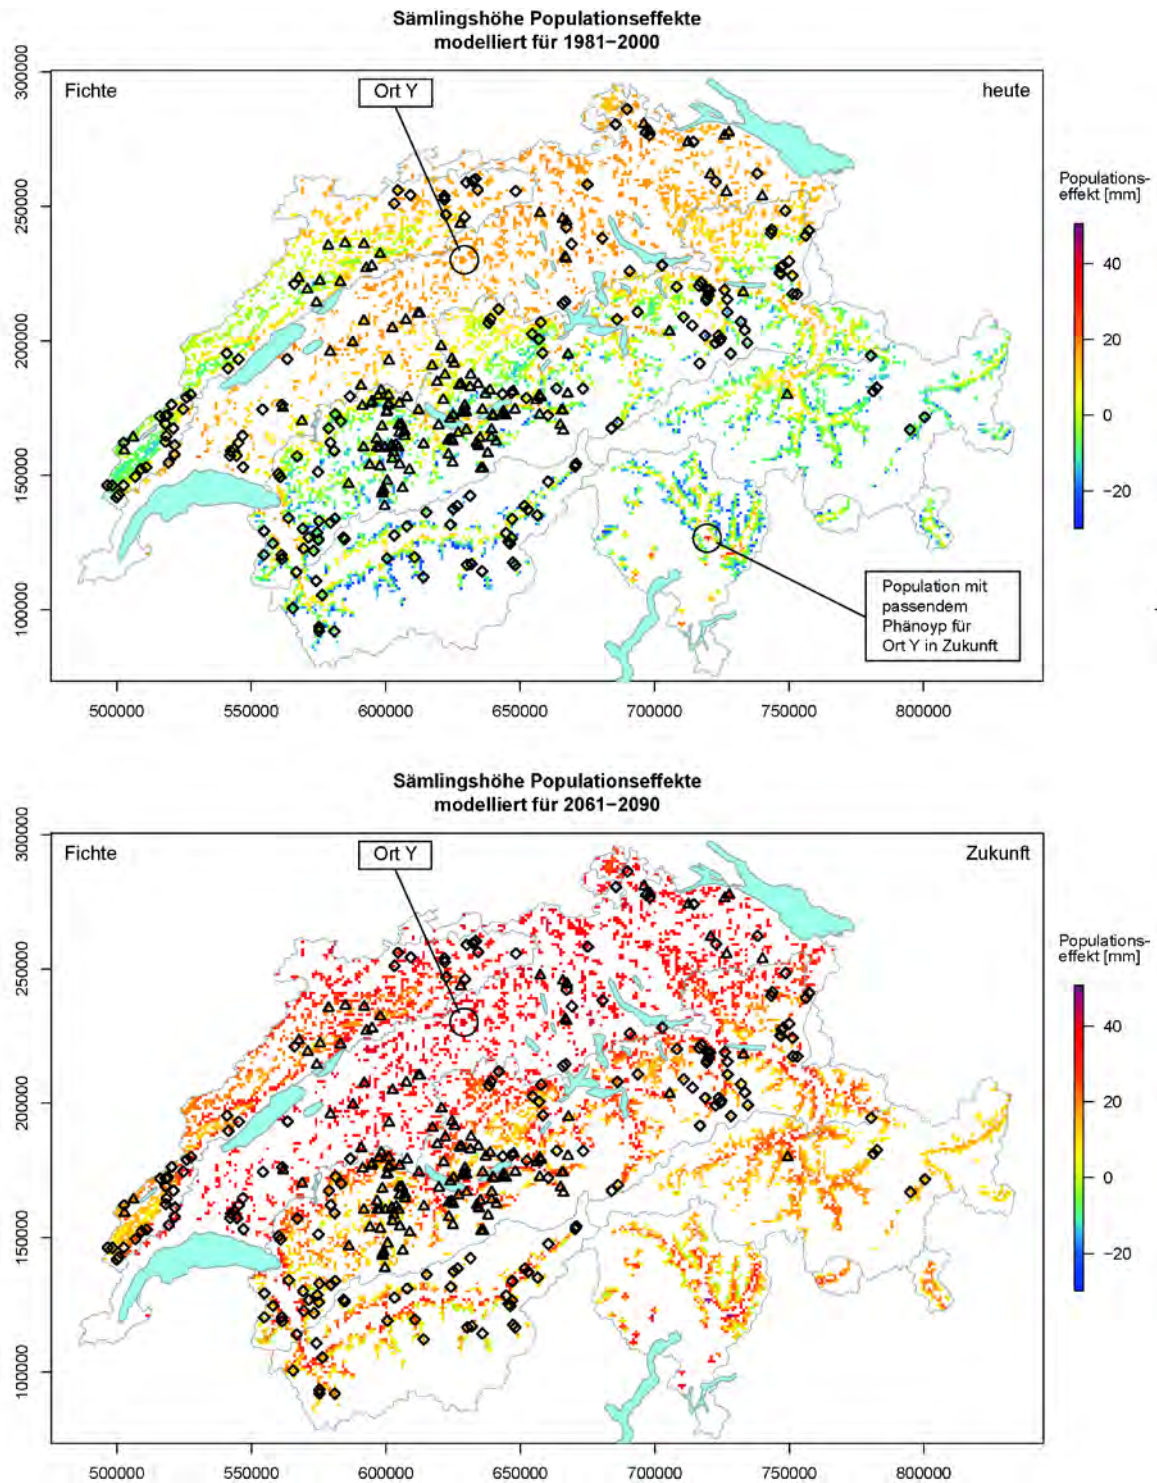 Sämlingshöhe Populationseffekte
modelliert für 1981−2000
Fichte
Ort Y
heute
300000
250000
200000
150000
100000
500000
550000
600000
650000
700000
750000
800000
Populations-
effekt [mm]
40
20
0
−20
Population mit
passendem
Phänoyp für
Ort Y in Zukunft
Sämlingshöhe Populationseffekte
modelliert für 2061−2090
Fichte
Ort Y
Zukunft
300000
250000
200000
150000
100000
500000
550000
600000
650000
700000
750000
800000
Populations-
effekt [mm]
40
20
0
−20